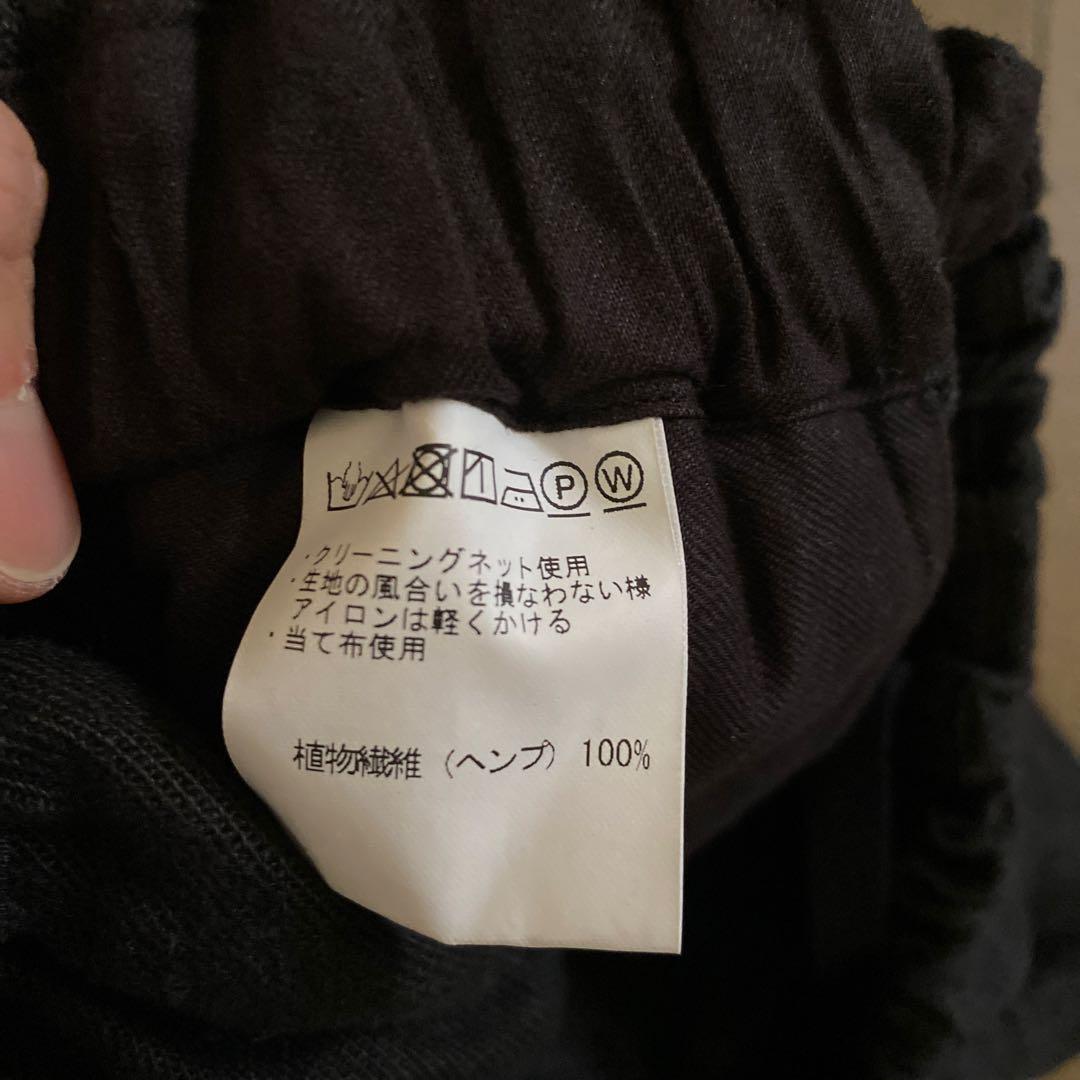 P W
・クリーニングネット使用
・生地の風合いを損なわない様
アイロンは軽くかける
・当て布使用
植物繊維 (ヘンプ) 100%